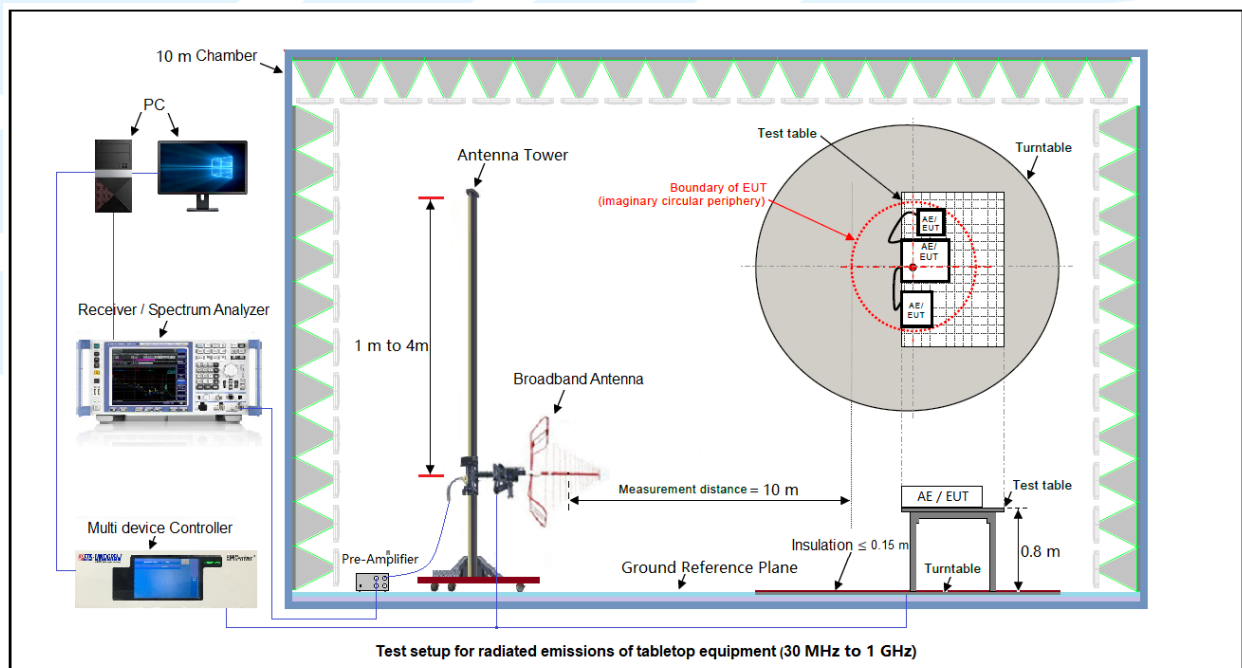 10 m Chamber
PC
Antenna Tower
Test table
Turntable
Boundary of EUT
(imaginary circular periphery)
AE/
EUT
AE/
EUT
AE/
EUT
Receiver / Spectrum Analyzer
1 m to 4m
Broadband Antenna
Measurement distance = 10 m
AE / EUT
Test table
Multi device Controller
Pre-Amplifier
Insulation ≤ 0.15 m
0.8 m
Ground Reference Plane
Turntable
Test setup for radiated emissions of tabletop equipment (30 MHz to 1 GHz)